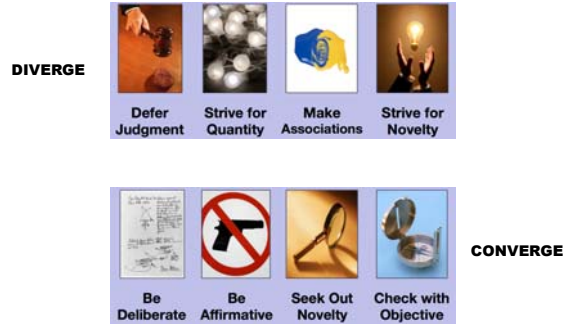 DIVERGE
Defer Strive for Make Strive for
Judgment Quantity Associations Novelty
CONVERGE
Be Be Seek Out Check with
Deliberate Affirmative Novelty Objective